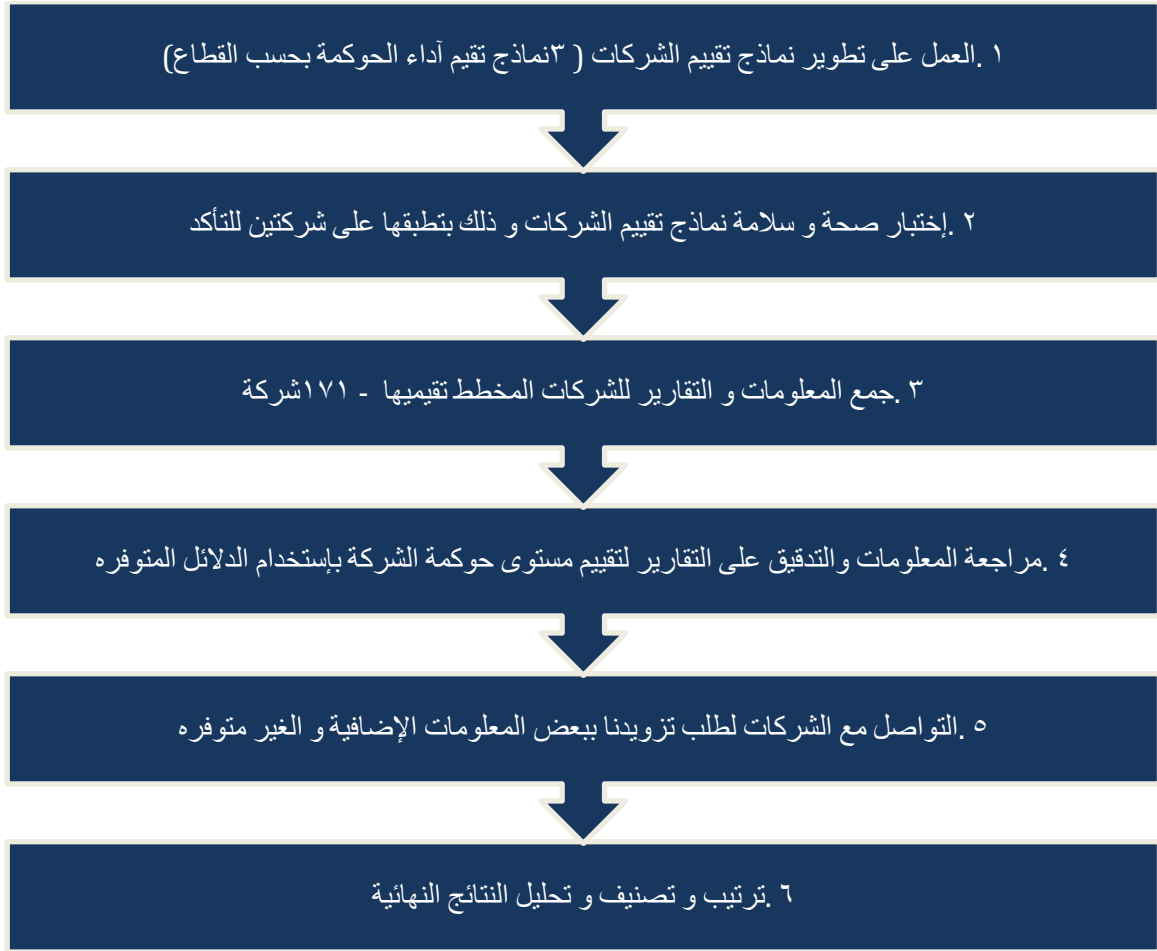 ١ .العمل على تطوير نماذج تقييم الشركات ( ٣نماذج تقيم آداء الحوكمة بحسب القطاع)
٢ .إختبار صحة و سلامة نماذج تقييم الشركات و ذلك بتطبقها على شركتين للتأكد
٣ .جمع المعلومات و التقارير للشركات المخطط تقيميها - ١٧١شركة
٤ .مراجعة المعلومات والتدقيق على التقارير لتقييم مستوى حوكمة الشركة بإستخدام الدلائل المتوفره
٥ .التواصل مع الشركات لطلب تزويدنا ببعض المعلومات الإضافية و الغير متوفره
٦ .ترتيب و تصنيف و تحليل النتائج النهائية